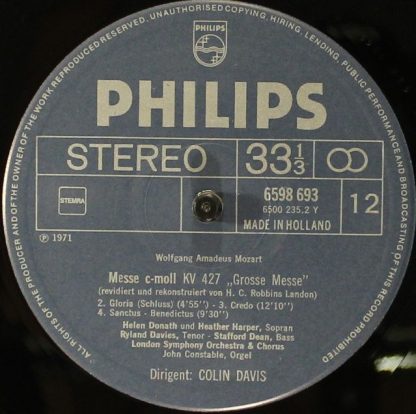 ALL RIGHTS OF THE PRODUCER AND OF THE OWNER OF THE WORK REPRODUCED RESERVED. UNAUTHORISED COPYING, HIRING, LENDING, PUBLIC PERFORMANCE AND BROADCASTING OF THIS RECORD PROHIBITED
PHILIPS
PHILIPS
STEREO 33 1/3
STEMRA
6598 693
6500 235.2 Y
MADE IN HOLLAND
12
℗ 1971
Wolfgang Amadeus Mozart
Messe c-moll KV 427 „Grosse Messe"
(revidiert und rekonstruiert von H. C. Robbins Landon)
2. Gloria (Schluss) (4'55'') - 3. Credo (12'10'')
4. Sanctus - Benedictus (9'30'')
Helen Donath und Heather Harper, Sopran
Ryland Davies, Tenor - Stafford Dean, Bass
London Symphony Orchestra & Chorus
John Constable, Orgel
Dirigent: COLIN DAVIS